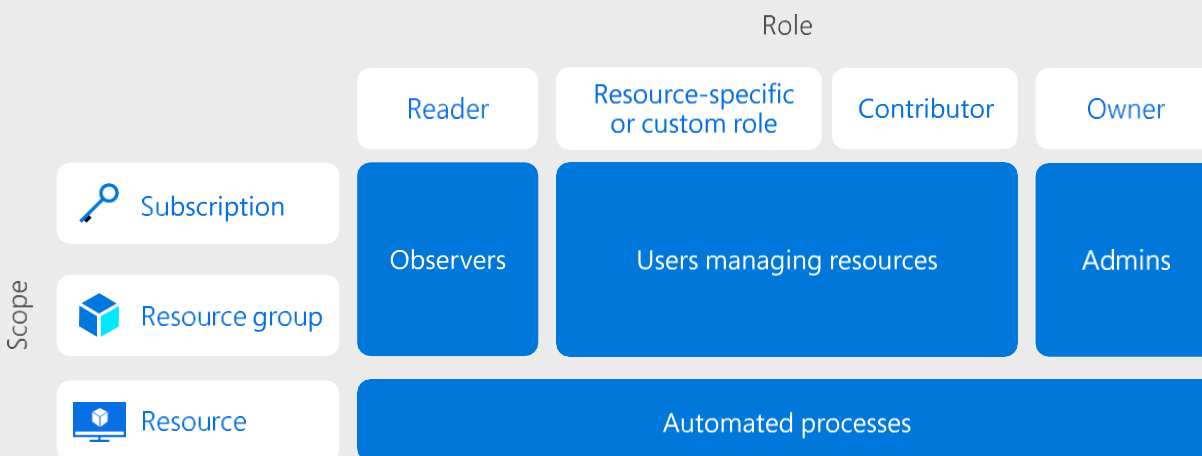 Role
Reader
Resource-specific
or custom role
Contributor
Owner
Scope
Subscription
Resource group
Resource
Observers
Users managing resources
Admins
Automated processes